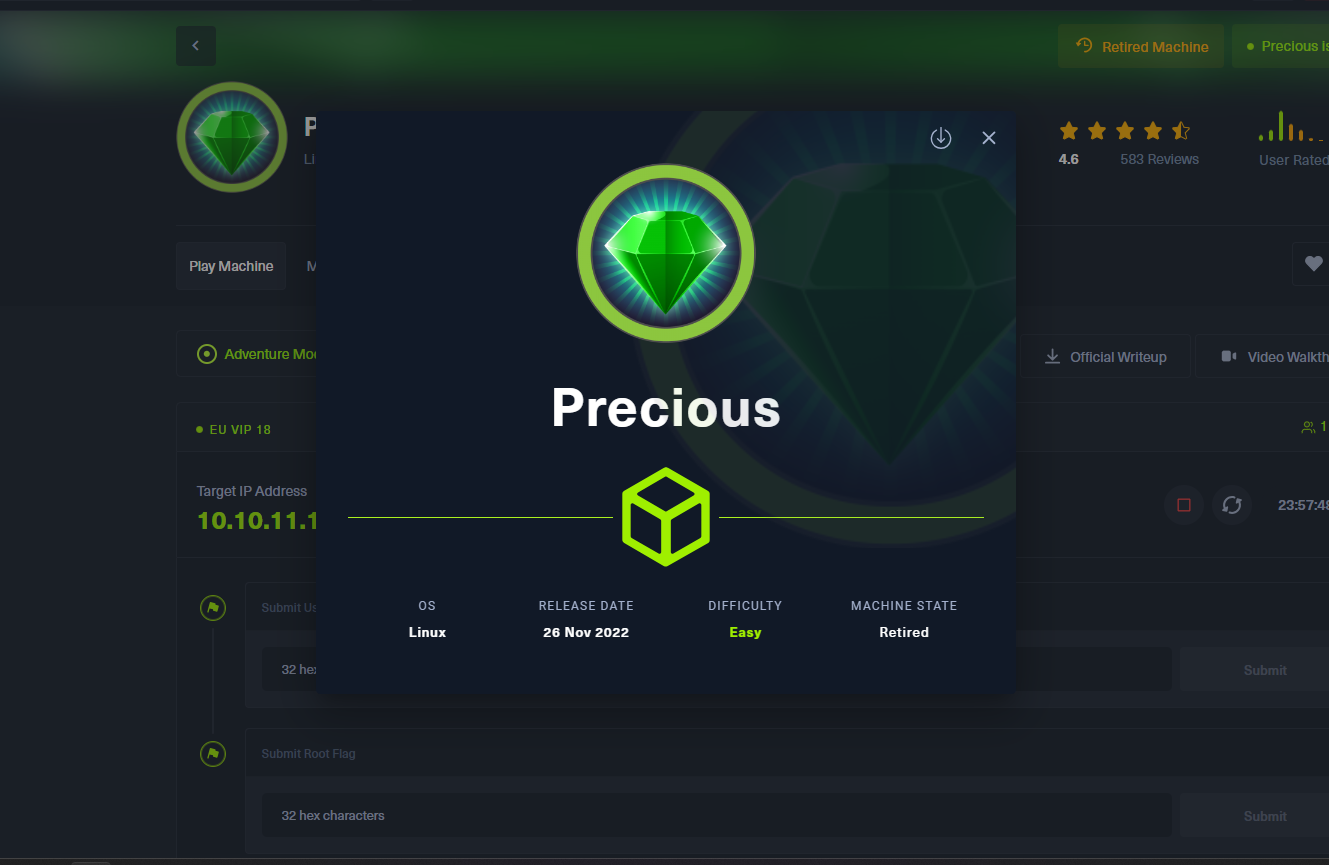 Retired Machine
Precious Is
P
Li
4.6
583 Reviews
User Rated
Precious
Play Machine
M
Adventure Mod
Official Writeup
Video Walkth
EU VIP 18
1
Target IP Address
10.10.11.1
23:57:48
OS
RELEASE DATE
DIFFICULTY
MACHINE STATE
Linux
26 Nov 2022
Easy
Retired
Submit Us
32 hex
Submit
Submit Root Flag
32 hex characters
Submit